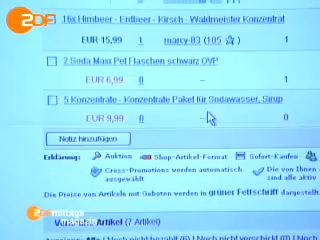 ZDF
16x Himbeer - Erdbeer - Kirsch - Waldmeister Konzentrat
EUR 15,99 1 marcy-83 (105 ) 1
2 Soda Maxx Pet Flaschen schwarz OVP
EUR 6,99 0 -- 1
5 Konzentrate - Konzentrate Paket für Sodawasser, Sirup
EUR 9,99 0 -- 0
Notiz hinzufügen
Erklärung: Auktion Shop-Artikel-Format Sofort-Kaufen
Cross-Promotions werden automatisch ausgewählt
Die von Ihnen
sind alle aktiv
Die Preise von Artikeln mit Geboten werden in grüner Fettschrift dargestellt
ZDF mittags
Artikel (7 Artikel)